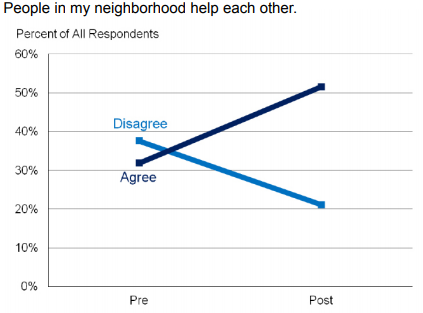 People in my neighborhood help each other.
Percent of All Respondents
60%
50%
40%
30%
20%
10%
0%
Disagree
Agree
Pre
Post